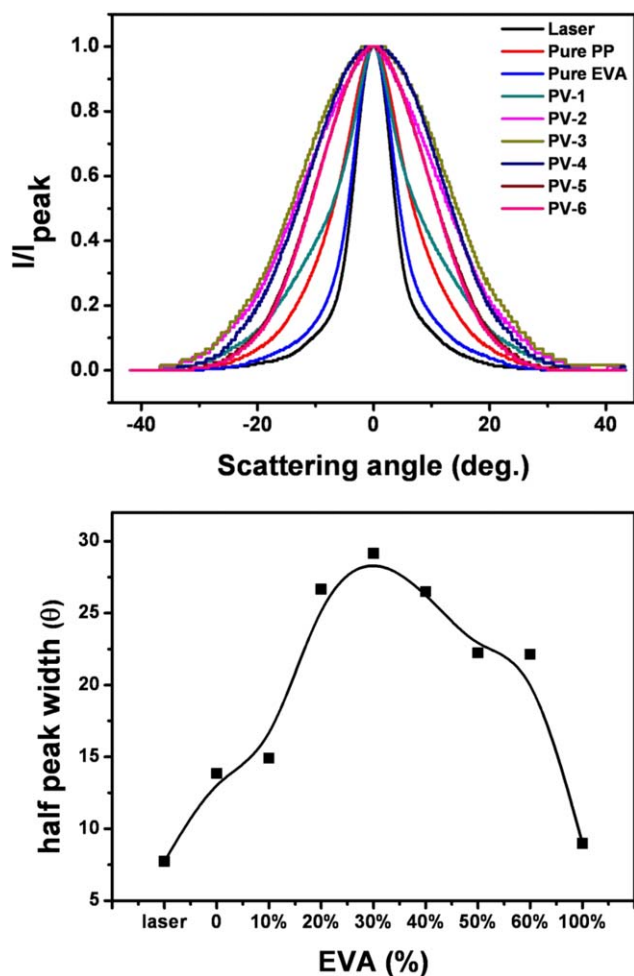 Laser
Pure PP
Pure EVA
PV-1
PV-2
PV-3
PV-4
PV-5
PV-6
1.0
0.8
0.6
0.4
0.2
0.0
I/I_peak
-40 -20 0 20 40
Scattering angle (deg.)
30
25
20
15
10
5
half peak width (θ)
laser 0 10% 20% 30% 40% 50% 60% 100%
EVA (%)